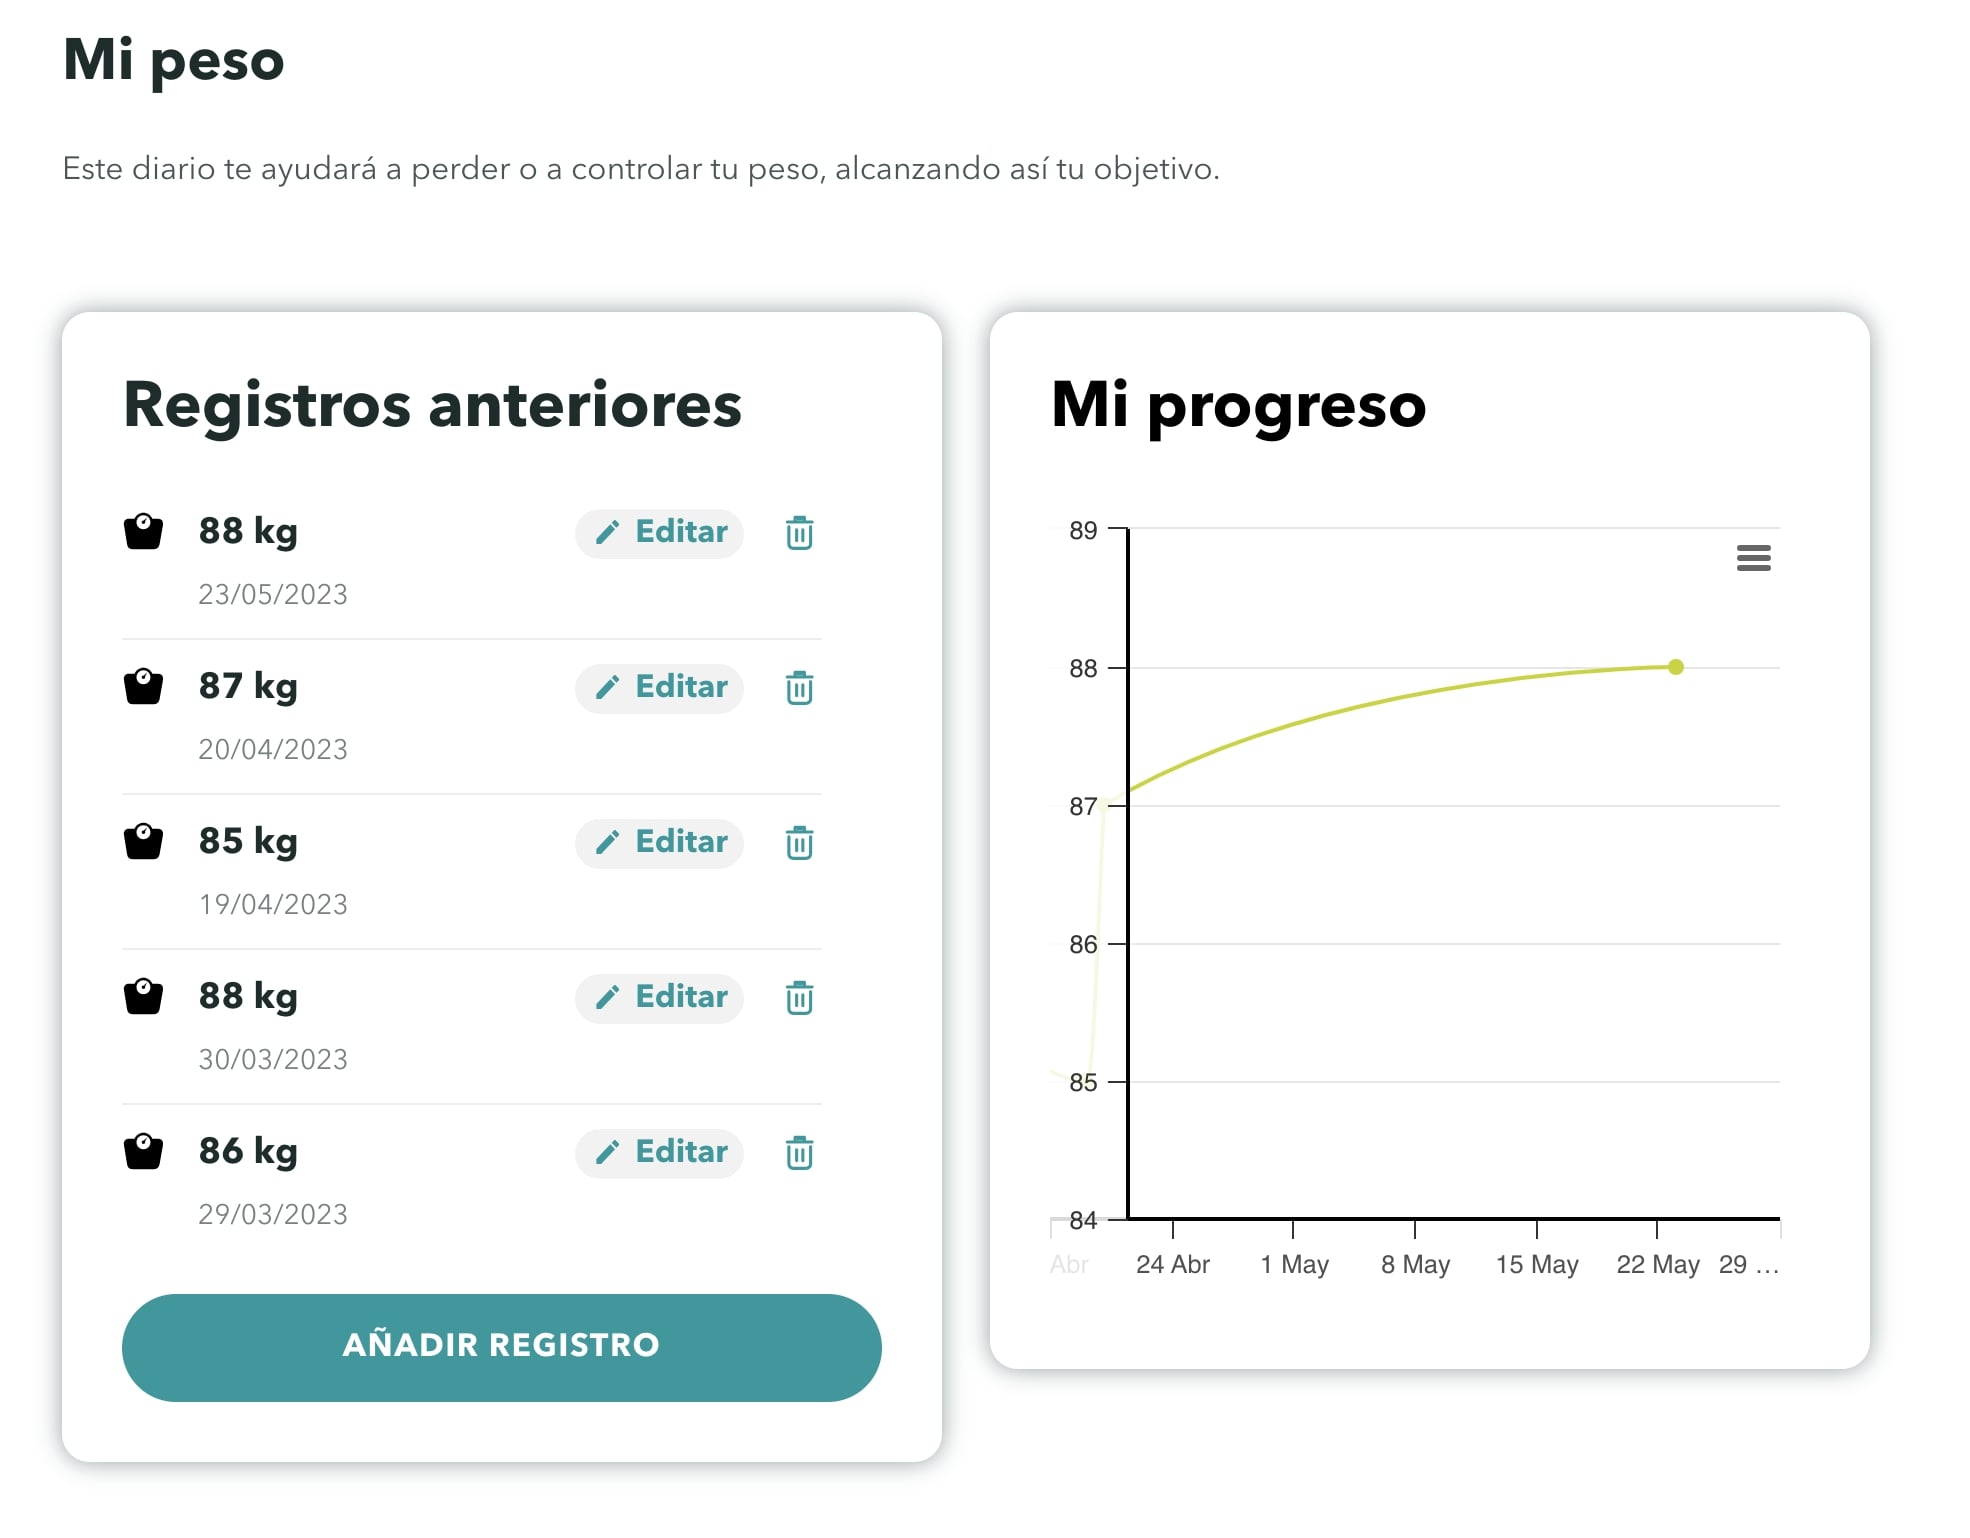 Mi peso
Este diario te ayudará a perder o a controlar tu peso, alcanzando así tu objetivo.
Registros anteriores
88 kg
Editar
23/05/2023
87 kg
Editar
20/04/2023
85 kg
Editar
19/04/2023
88 kg
Editar
30/03/2023
86 kg
Editar
29/03/2023
AÑADIR REGISTRO
Mi progreso
89
88
87
86
85
84
Abr
24 Abr
1 May
8 May
15 May
22 May
29 ...